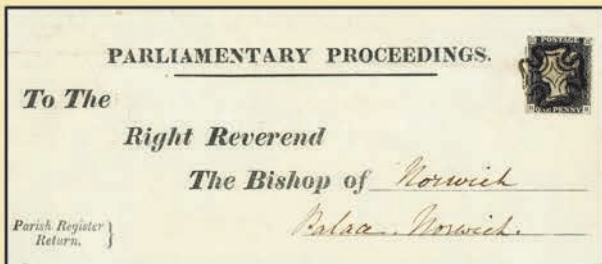 PARLIAMENTARY PROCEEDINGS.
POSTAGE
ONE PENNY
To The
Right Reverend
The Bishop of Norwich
Palace. Norwich.
Parish Register
Return.